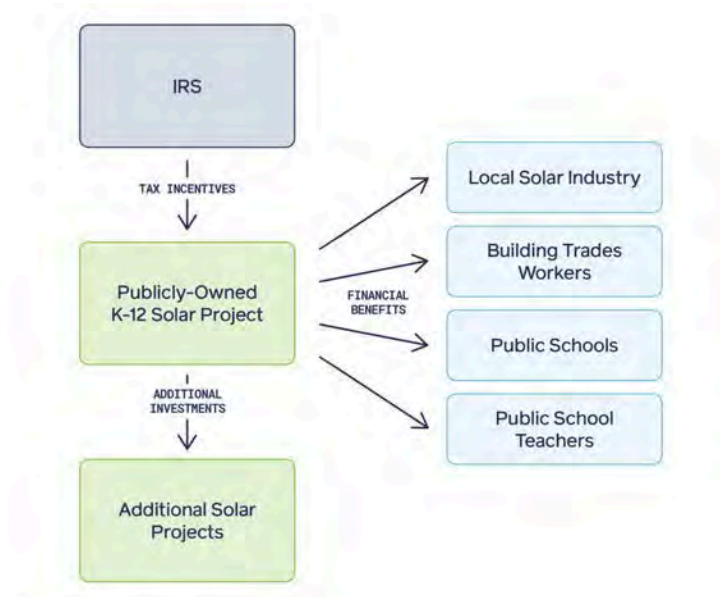 IRS
TAX INCENTIVES
Publicly-Owned
K-12 Solar Project
ADDITIONAL
INVESTMENTS
Additional Solar
Projects
FINANCIAL
BENEFITS
Local Solar Industry
Building Trades
Workers
Public Schools
Public School
Teachers